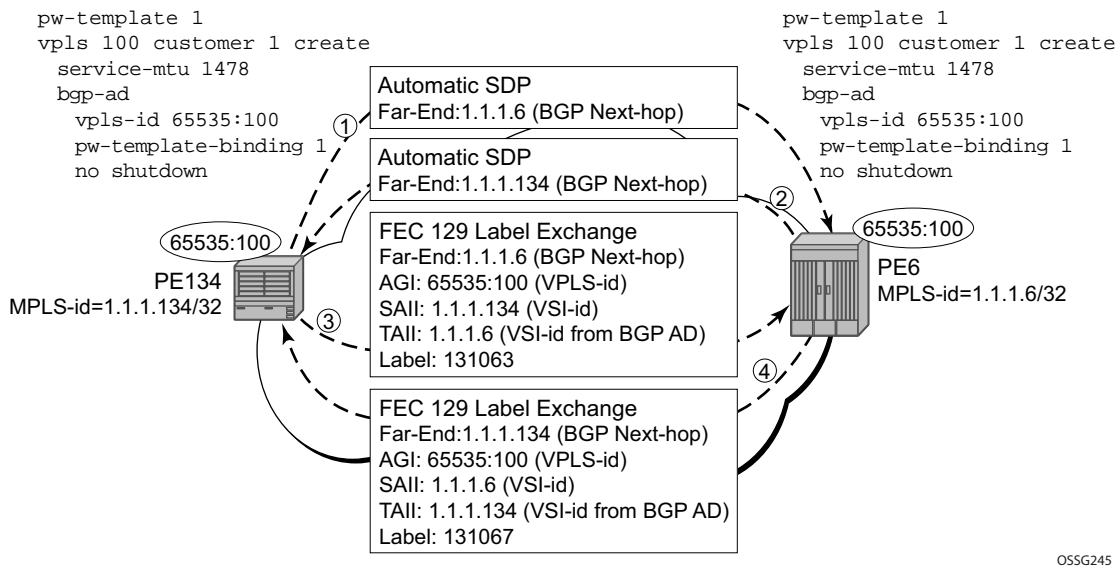 pw-template 1
vpls 100 customer 1 create
service-mtu 1478
bgp-ad
vpls-id 65535:100
pw-template-binding 1
no shutdown
pw-template 1
vpls 100 customer 1 create
service-mtu 1478
bgp-ad
vpls-id 65535:100
pw-template-binding 1
no shutdown
Automatic SDP
Far-End:1.1.1.6 (BGP Next-hop)
1
Automatic SDP
Far-End:1.1.1.134 (BGP Next-hop)
2
65535:100
PE134
MPLS-id=1.1.1.134/32
65535:100
PE6
MPLS-id=1.1.1.6/32
FEC 129 Label Exchange
Far-End:1.1.1.6 (BGP Next-hop)
AGI: 65535:100 (VPLS-id)
SAII: 1.1.1.134 (VSI-id)
TAII: 1.1.1.6 (VSI-id from BGP AD)
Label: 131063
3
4
FEC 129 Label Exchange
Far-End:1.1.1.134 (BGP Next-hop)
AGI: 65535:100 (VPLS-id)
SAII: 1.1.1.6 (VSI-id)
TAII: 1.1.1.134 (VSI-id from BGP AD)
Label: 131067
OSSG245